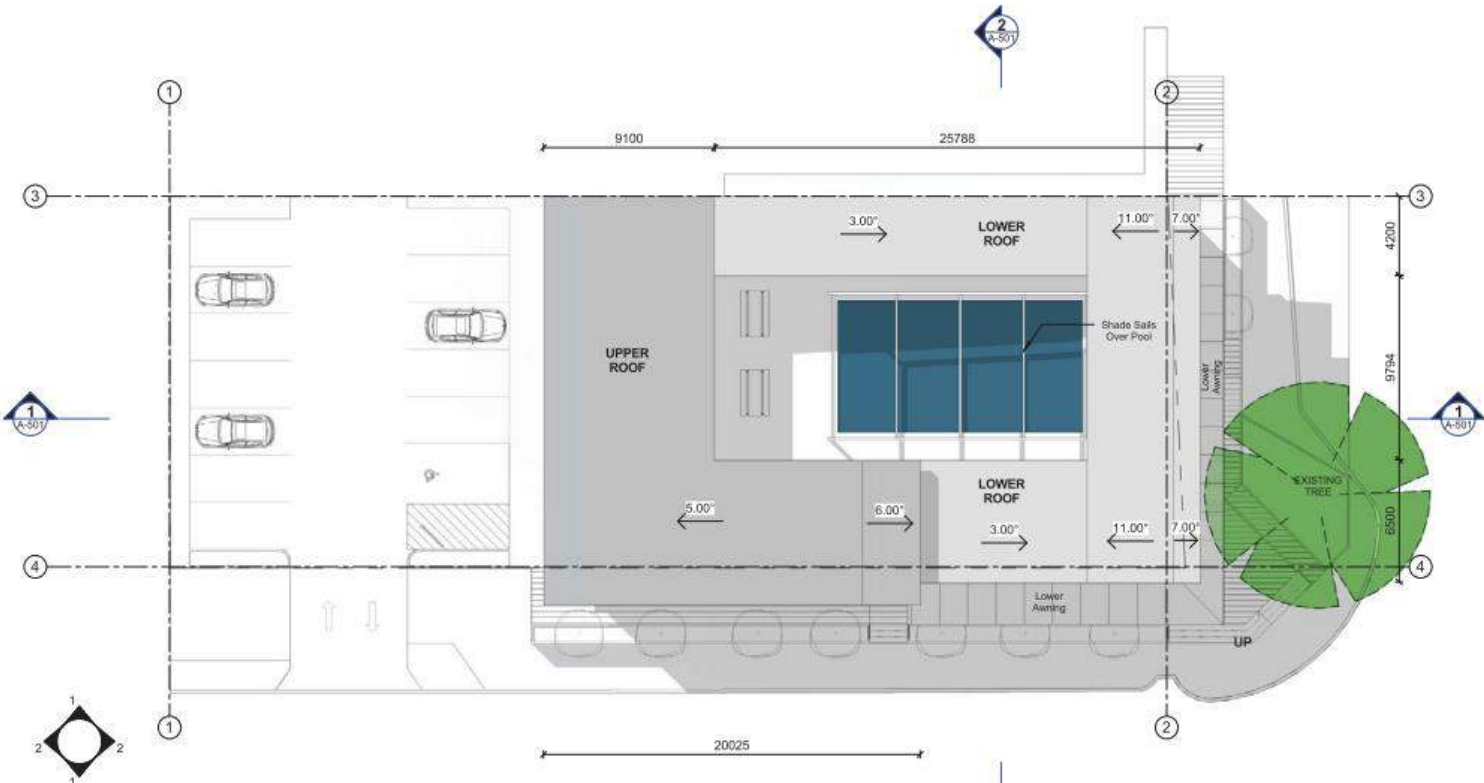 2
A-501
1
2
9100
25788
3
3
3.00°
LOWER
ROOF
11.00°
7.00°
4200
Shade Sails
Over Pool
UPPER
ROOF
Lower
Awning
9794
1
A-501
1
A-501
LOWER
ROOF
EXISTING
TREE
5.00°
6.00°
3.00°
11.00°
7.00°
6500
4
4
Lower
Awning
UP
1
2
2
1
1
2
20025